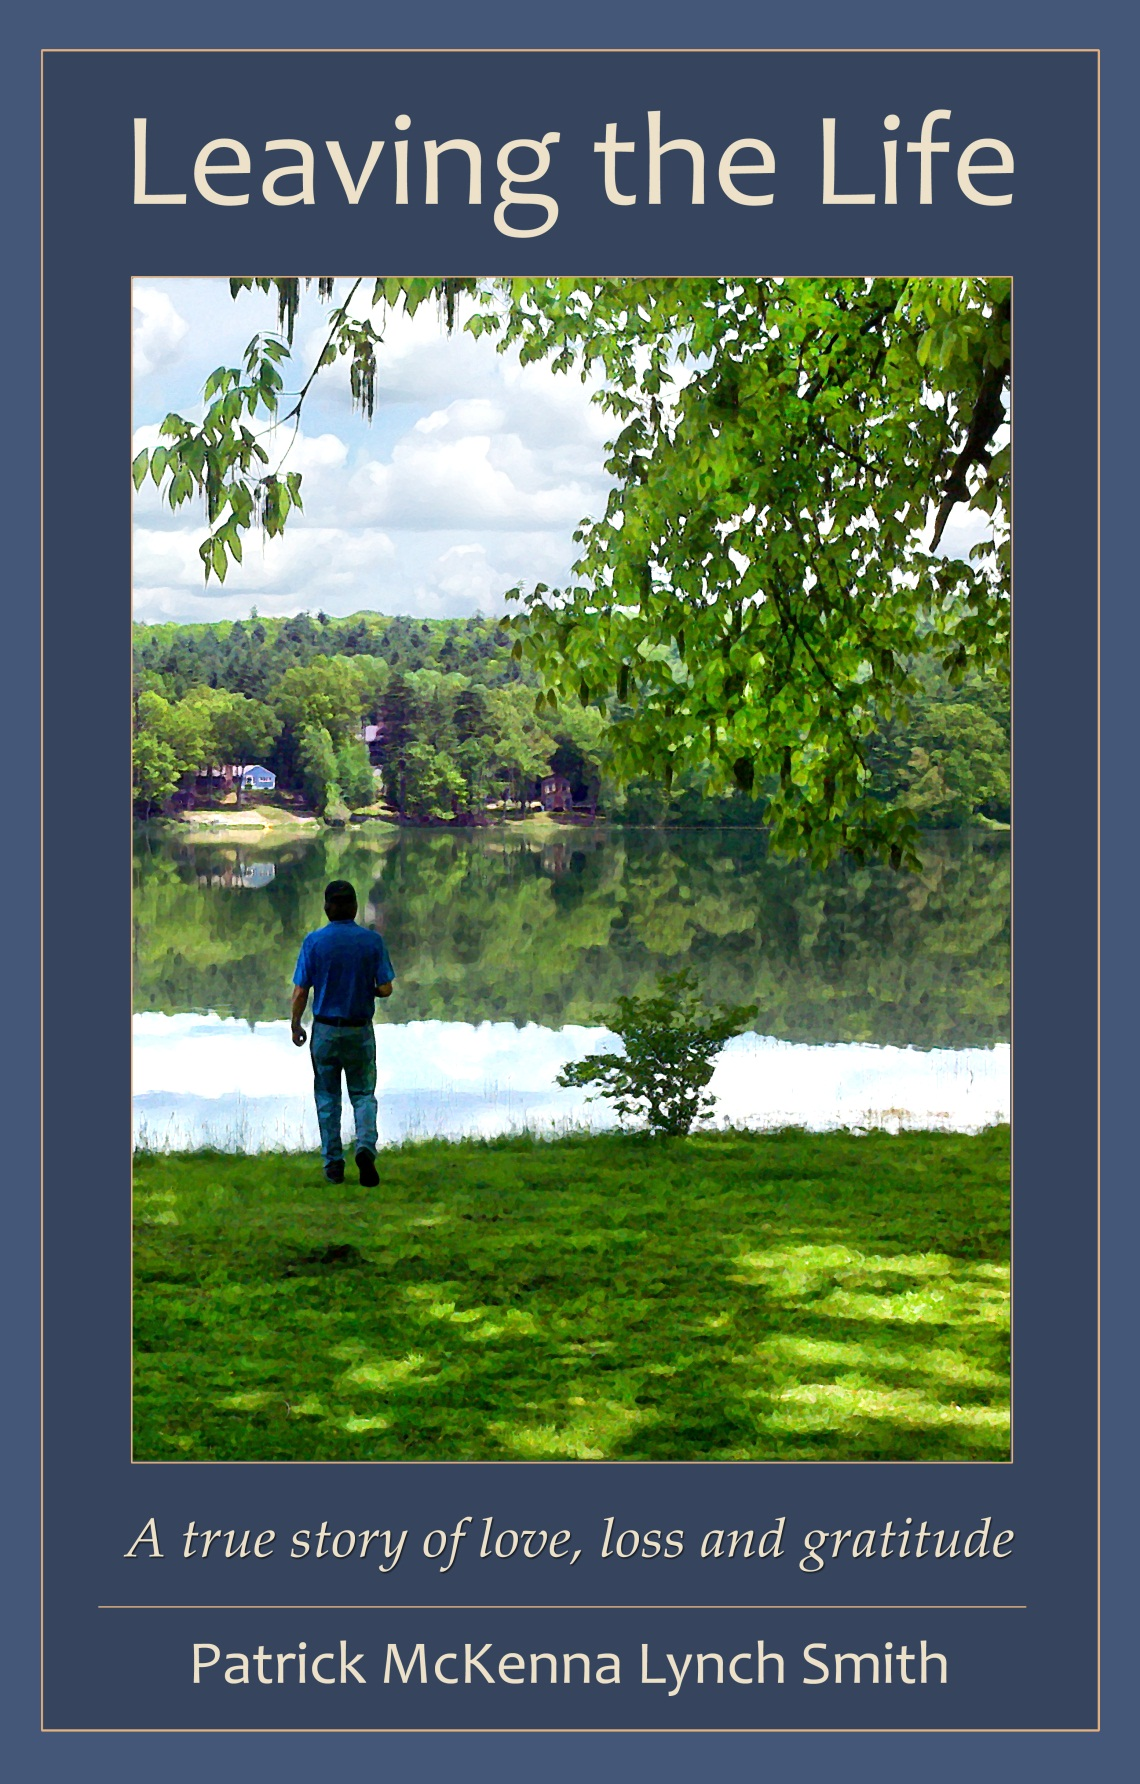 Leaving the Life
A true story of love, loss and gratitude
Patrick McKenna Lynch Smith